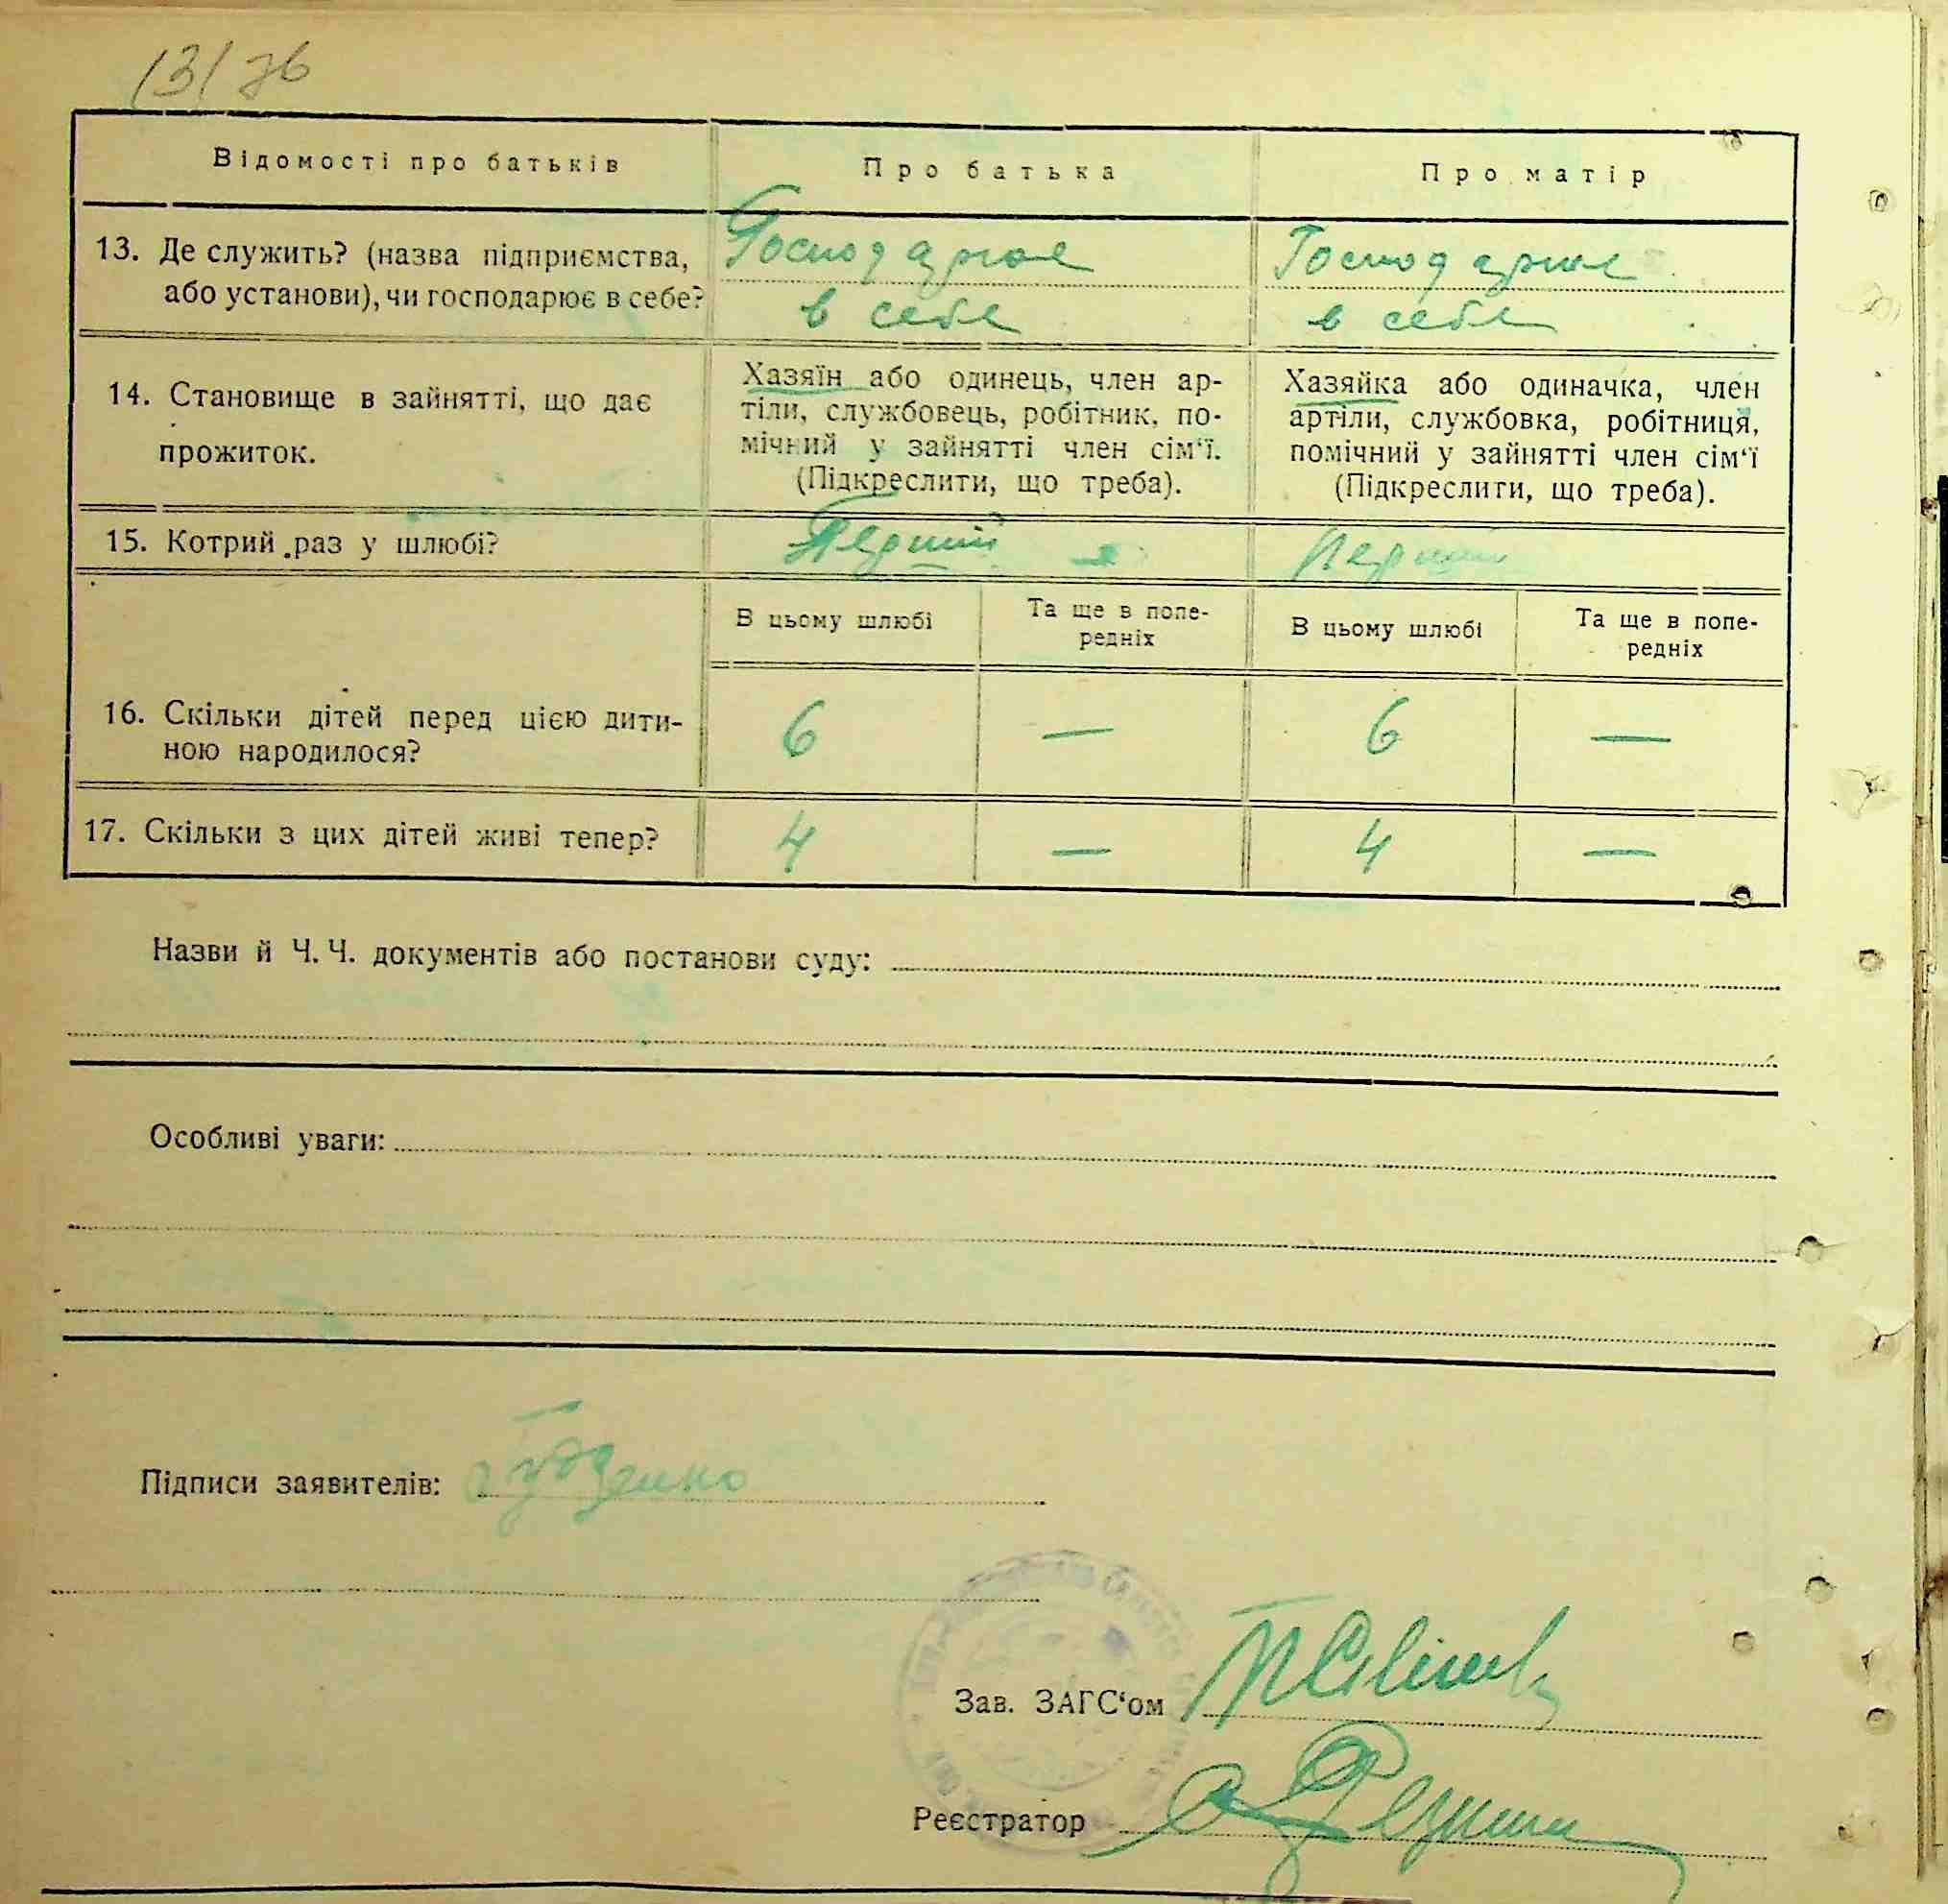 13/76
Відомості про батьків
Про батька
Про матір
13. Де служить? (назва підприємства,
або установи), чи господарює в себе?
Господарює
в себе
Господарює
в себе
14. Становище в зайнятті, що дає
прожиток.
Хазяїн або одинець, член ар-
тіли, службовець, робітник, по-
мічний у зайнятті член сім‘ї.
(Підкреслити, що треба).
Хазяйка або одиначка, член
артіли, службовка, робітниця,
помічний у зайнятті член сім‘ї
(Підкреслити, що треба).
15. Котрий раз у шлюбі?
Перший
Перший
В цьому шлюбі
Та ще в попе-
редніх
В цьому шлюбі
Та ще в попе-
редніх
16. Скільки дітей перед цією дити-
ною народилося?
6 — 6 —
17. Скільки з цих дітей живі тепер?
4 — 4 —
Назви й Ч. Ч. документів або постанови суду:
Особливі уваги:
Підписи заявителів:
Зав. ЗАГС‘ом
Реєстратор